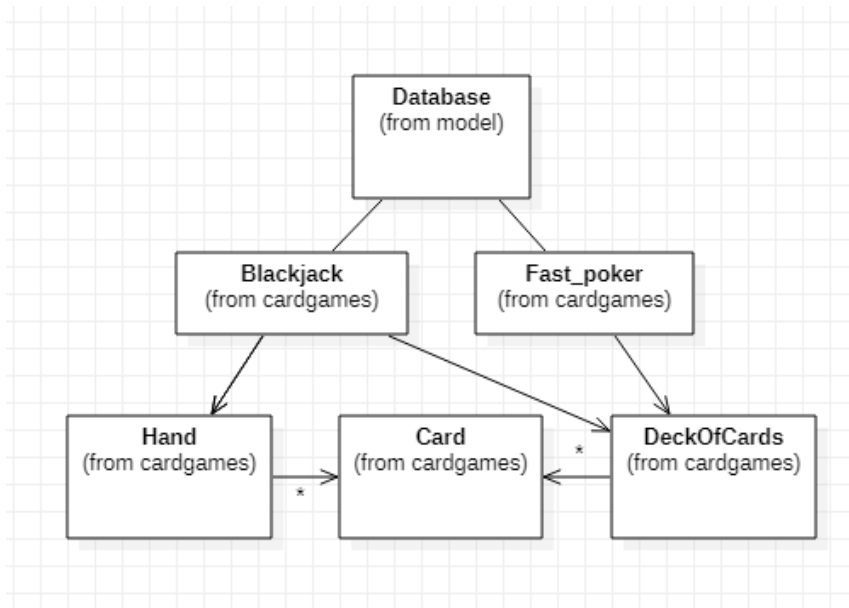 Database
(from model)
Blackjack
(from cardgames)
Fast_poker
(from cardgames)
Hand
(from cardgames)
Card
(from cardgames)
DeckOfCards
(from cardgames)
*
*